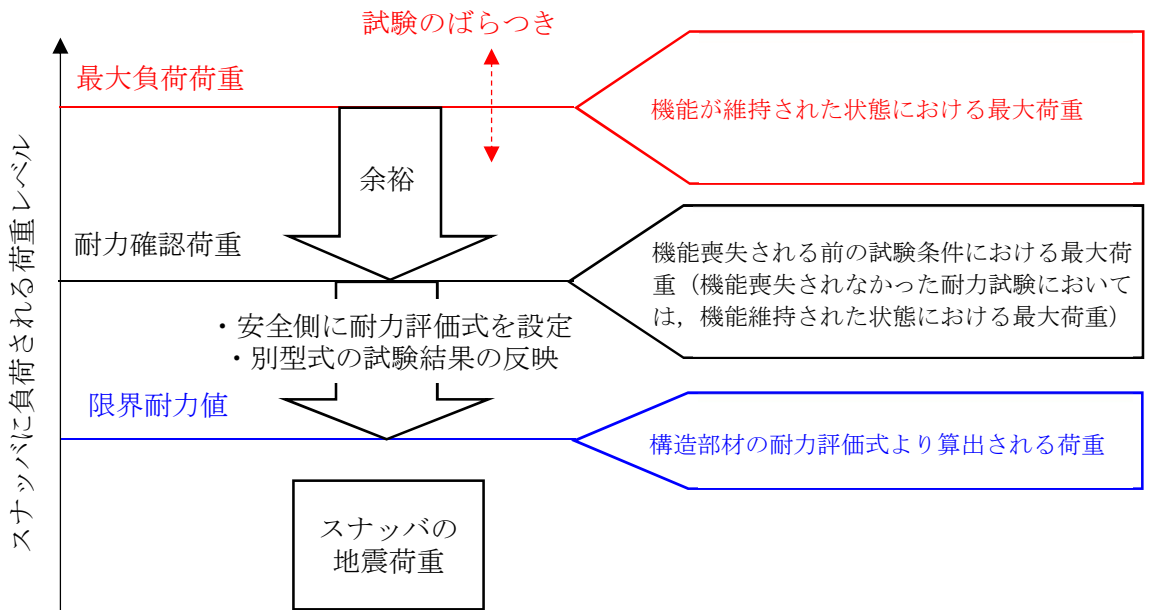 試験のばらつき
最大負荷荷重
機能が維持された状態における最大荷重
余裕
スナッバに負荷される荷重レベル
耐力確認荷重
機能喪失される前の試験条件における最大荷
重（機能喪失されなかった耐力試験において
は，機能維持された状態における最大荷重）
・安全側に耐力評価式を設定
・別型式の試験結果の反映
限界耐力値
構造部材の耐力評価式より算出される荷重
スナッバの
地震荷重